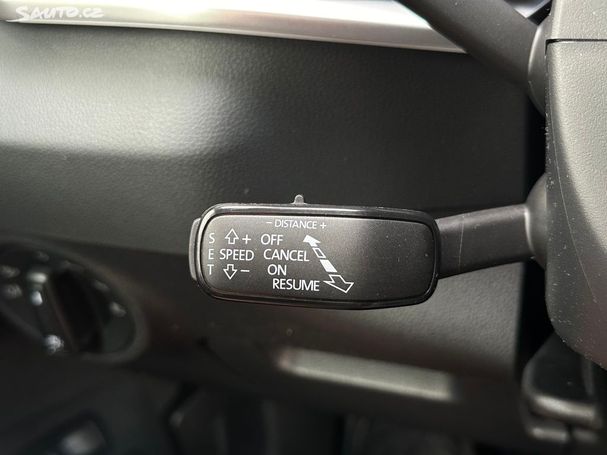 Sauto.cz
- DISTANCE +
S + OFF
E SPEED CANCEL
T - ON
RESUME